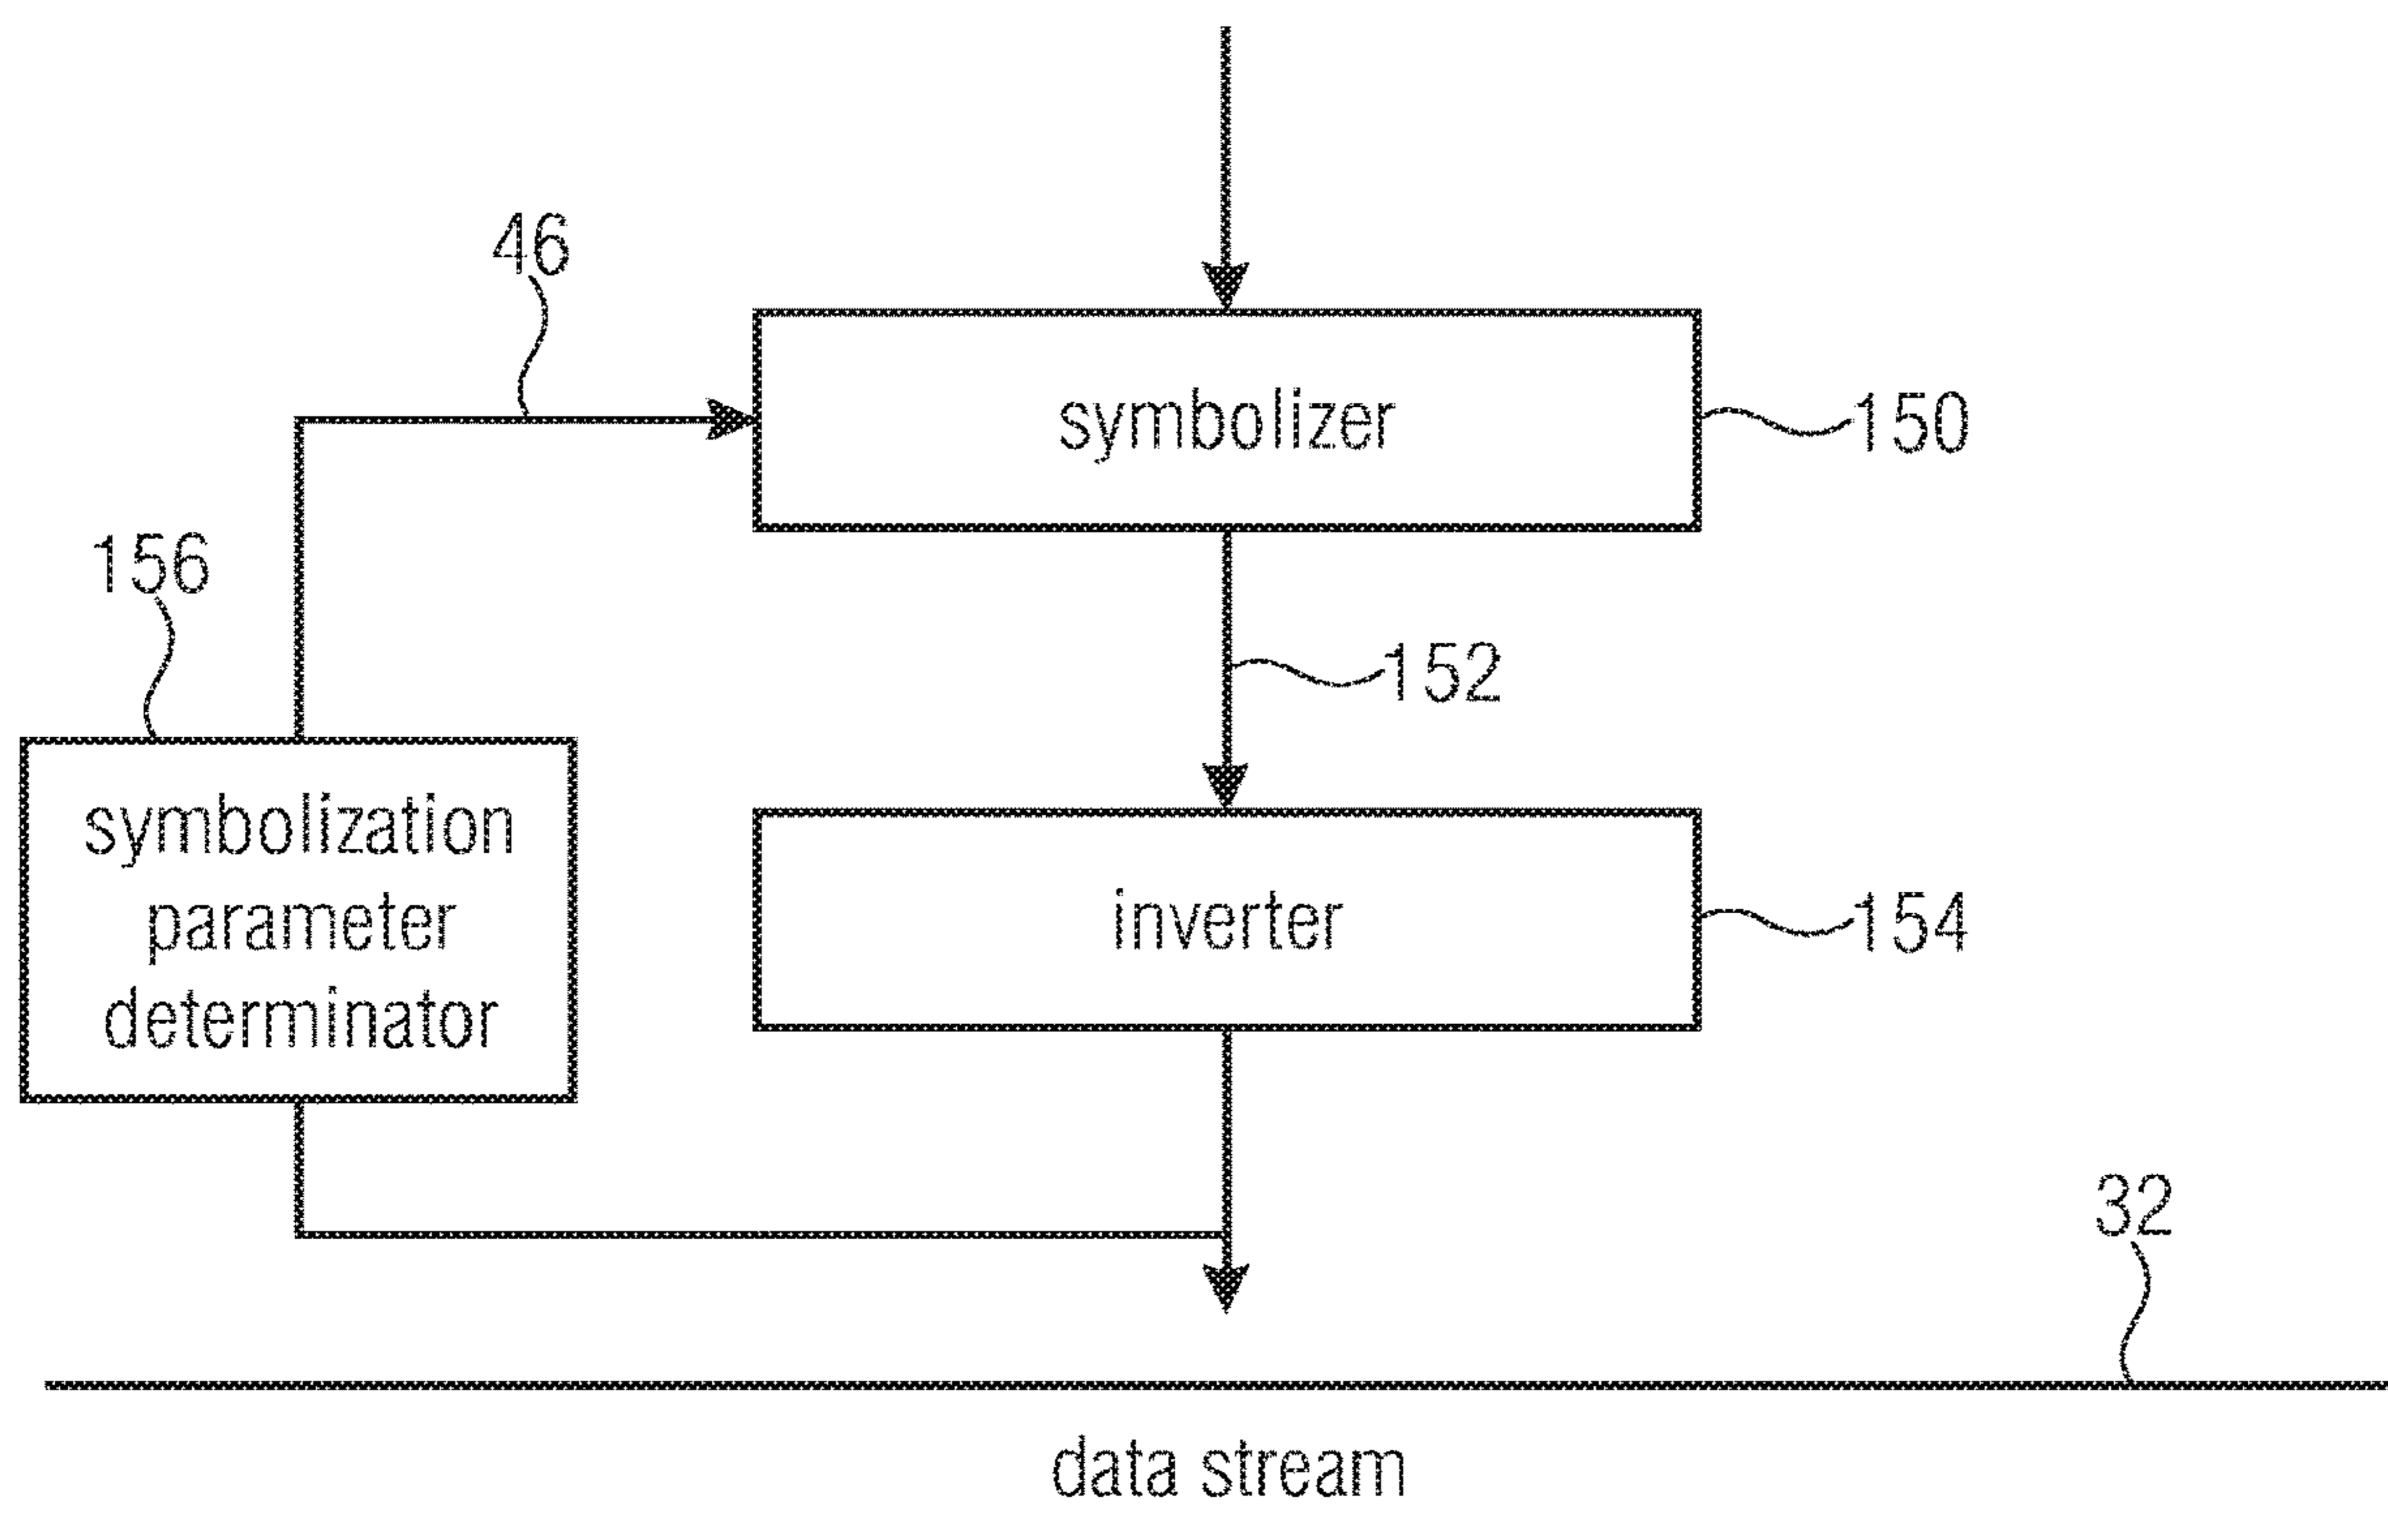 46
symbolizer
150
156
152
symbolization
parameter
determinator
inverter
154
32
data stream